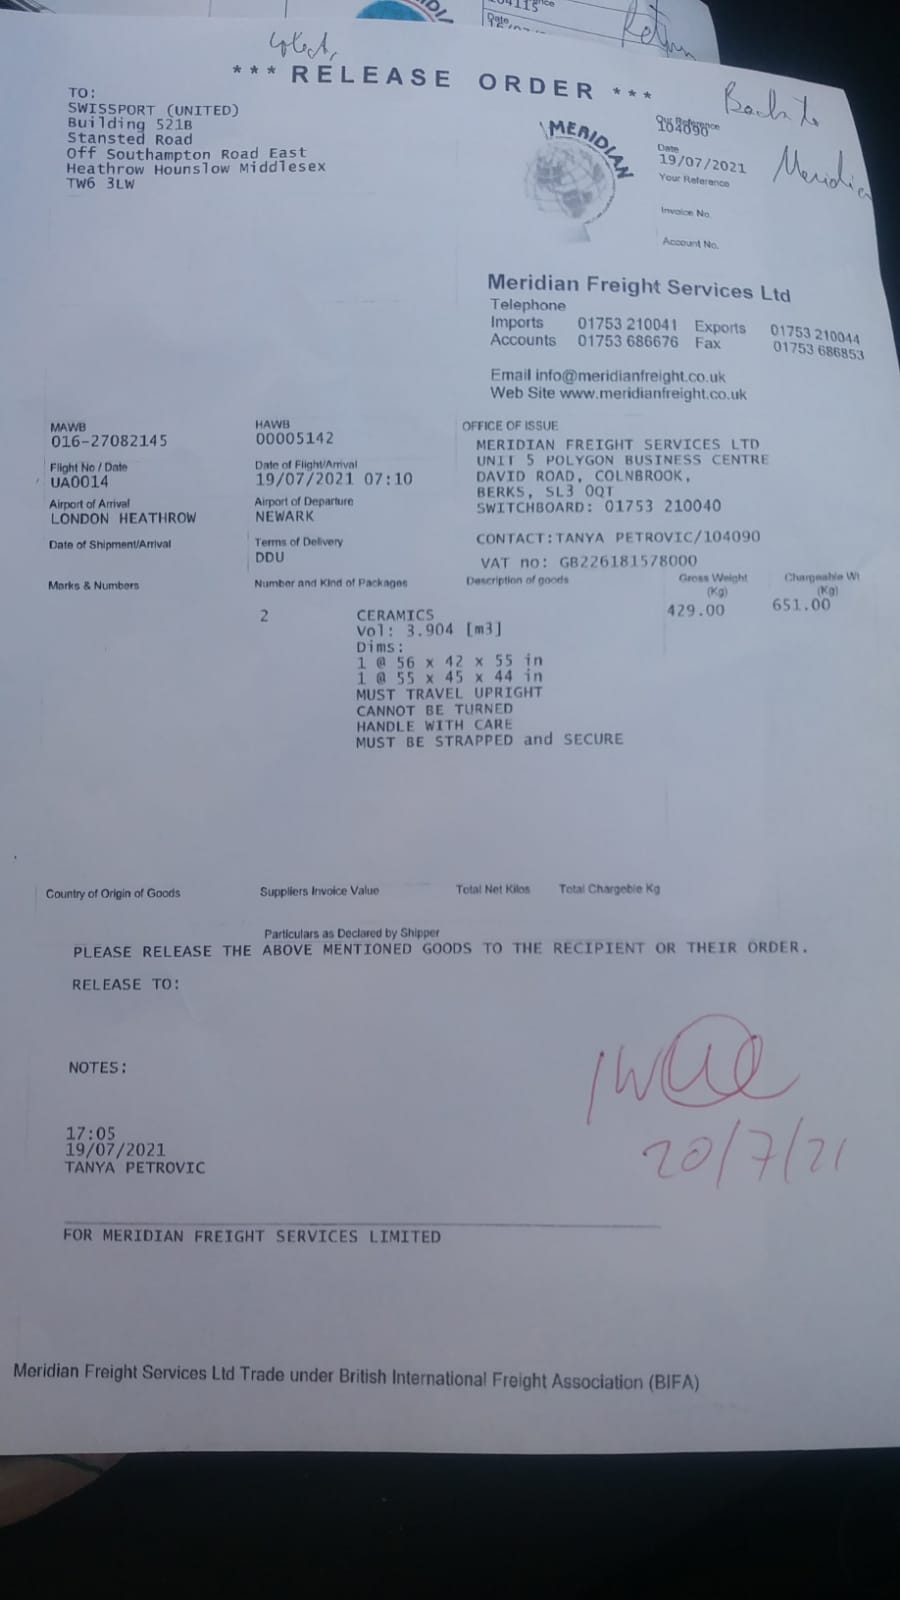 Date
Return
Collect,
*** RELEASE ORDER ***
TO:
SWISSPORT (UNITED)
Building 521B
Stansted Road
Off Southampton Road East
Heathrow Hounslow Middlesex
TW6 3LW
MERIDIAN
Our Reference
104090
Date
19/07/2021
Your Reference
Invoice No.
Account No.
Back to
Meridian
Meridian Freight Services Ltd
Telephone
Imports 01753 210041 Exports 01753 210044
Accounts 01753 686676 Fax 01753 686853
Email info@meridianfreight.co.uk
Web Site www.meridianfreight.co.uk
MAWB HAWB OFFICE OF ISSUE
016-27082145 00005142 MERIDIAN FREIGHT SERVICES LTD
UNIT 5 POLYGON BUSINESS CENTRE
Flight No / Date Date of Flight/Arrival DAVID ROAD, COLNBROOK,
UA0014 19/07/2021 07:10 BERKS, SL3 0QT
Airport of Arrival Airport of Departure SWITCHBOARD: 01753 210040
LONDON HEATHROW NEWARK
Date of Shipment/Arrival Terms of Delivery CONTACT:TANYA PETROVIC/104090
DDU VAT no: GB226181578000
Marks & Numbers Number and Kind of Packages Description of goods Gross Weight (Kg) Chargeable Wt (Kg)
2 CERAMICS 429.00 651.00
Vol: 3.904 [m3]
Dims:
1 @ 56 x 42 x 55 in
1 @ 55 x 45 x 44 in
MUST TRAVEL UPRIGHT
CANNOT BE TURNED
HANDLE WITH CARE
MUST BE STRAPPED and SECURE
Country of Origin of Goods Suppliers Invoice Value Total Net Kilos Total Chargeble Kg
Particulars as Declared by Shipper
PLEASE RELEASE THE ABOVE MENTIONED GOODS TO THE RECIPIENT OR THEIR ORDER.
RELEASE TO:
NOTES:
20/7/21
17:05
19/07/2021
TANYA PETROVIC
FOR MERIDIAN FREIGHT SERVICES LIMITED
Meridian Freight Services Ltd Trade under British International Freight Association (BIFA)